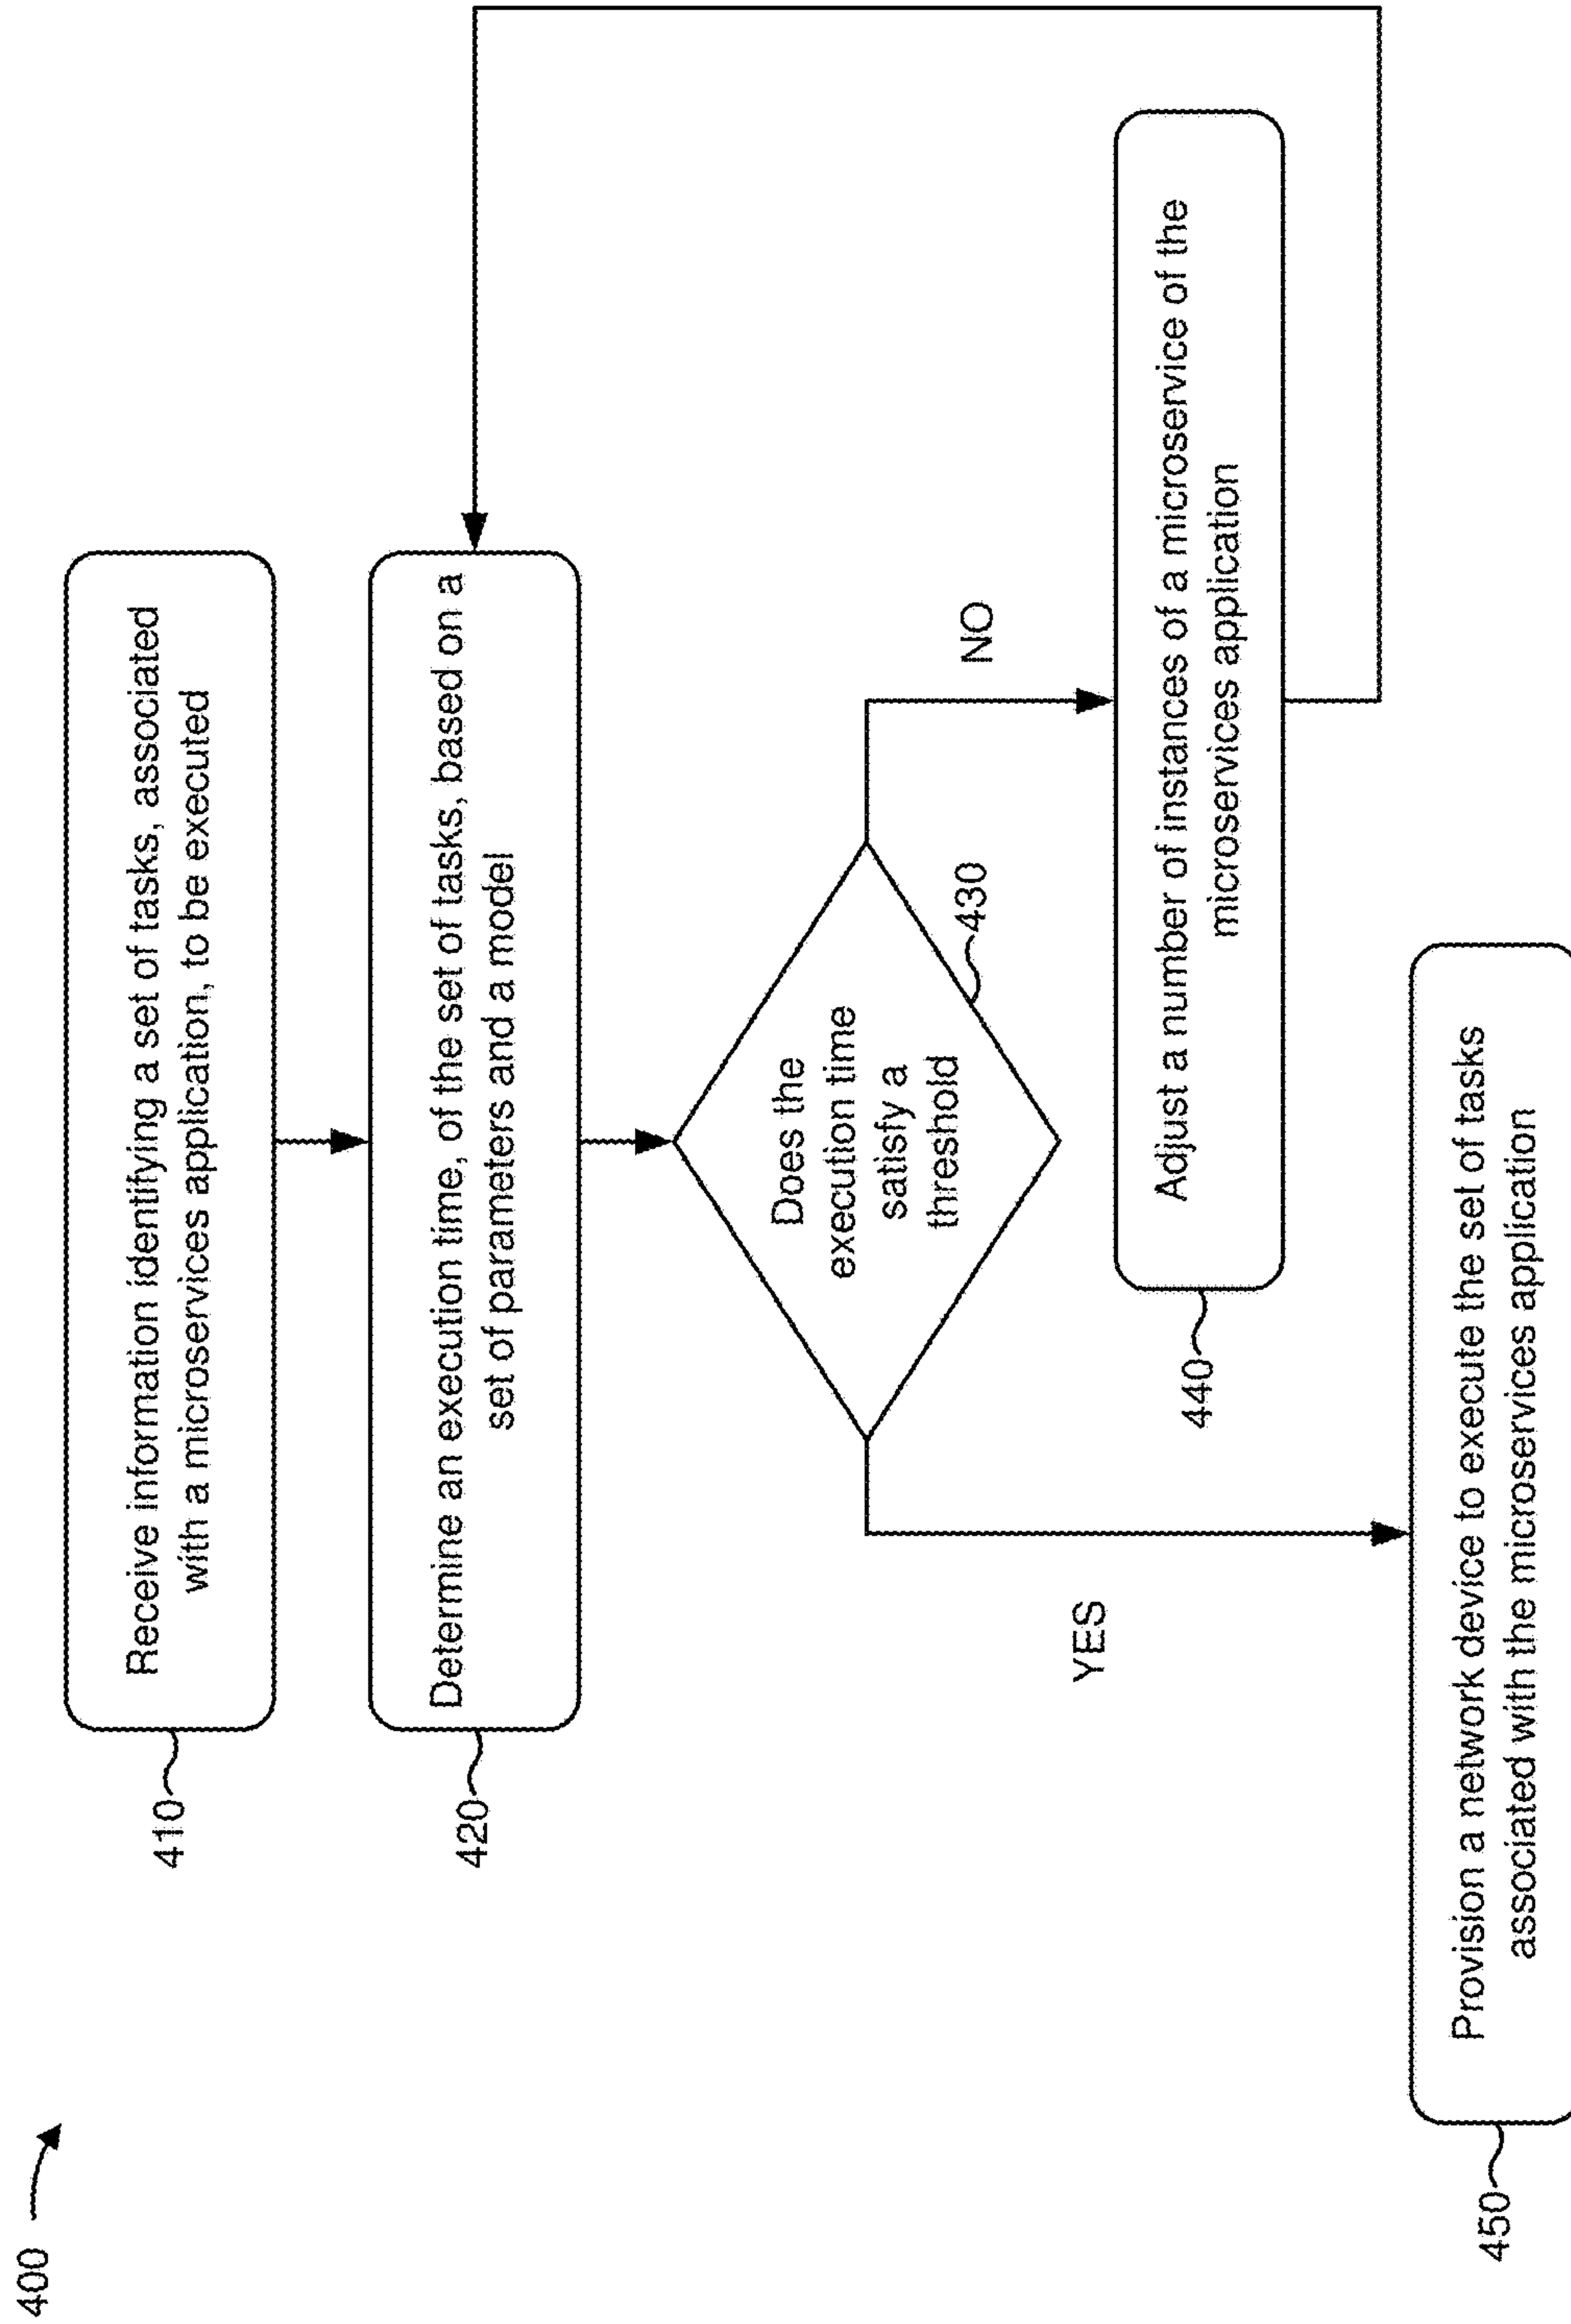 400
410
Receive information identifying a set of tasks, associated
with a microservices application, to be executed
420
Determine an execution time, of the set of tasks, based on a
set of parameters and a model
Does the
execution time
satisfy a
threshold
430
YES
NO
440
Adjust a number of instances of a microservice of the
microservices application
450
Provision a network device to execute the set of tasks
associated with the microservices application